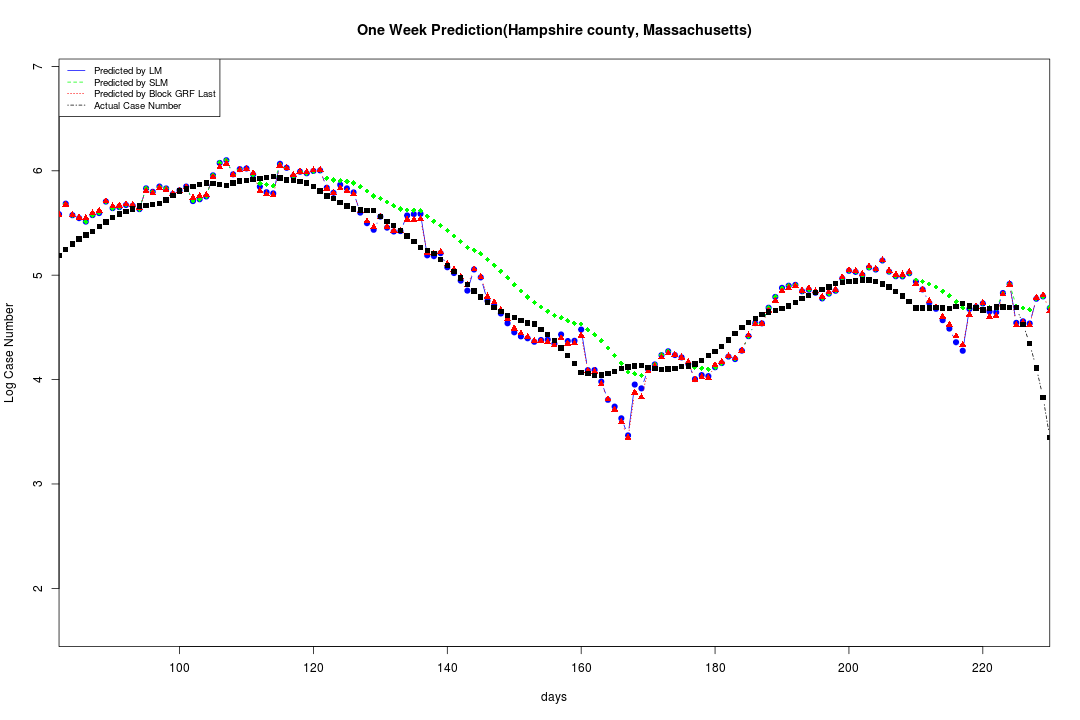 One Week Prediction(Hampshire county, Massachusetts)
Predicted by LM
Predicted by SLM
Predicted by Block GRF Last
Actual Case Number
7
6
5
4
3
2
Log Case Number
100 120 140 160 180 200 220
days